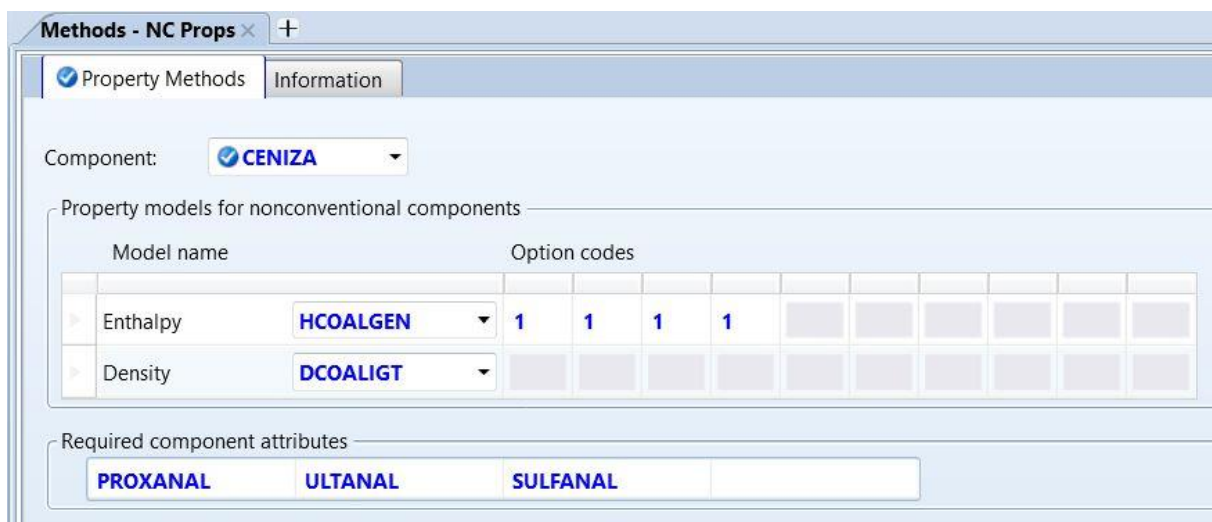 Methods - NC Props × +
Property Methods Information
Component: CENIZA
Property models for nonconventional components
Model name Option codes
Enthalpy HCOALGEN 1 1 1 1
Density DCOALIGT
Required component attributes
PROXANAL ULTANAL SULFANAL